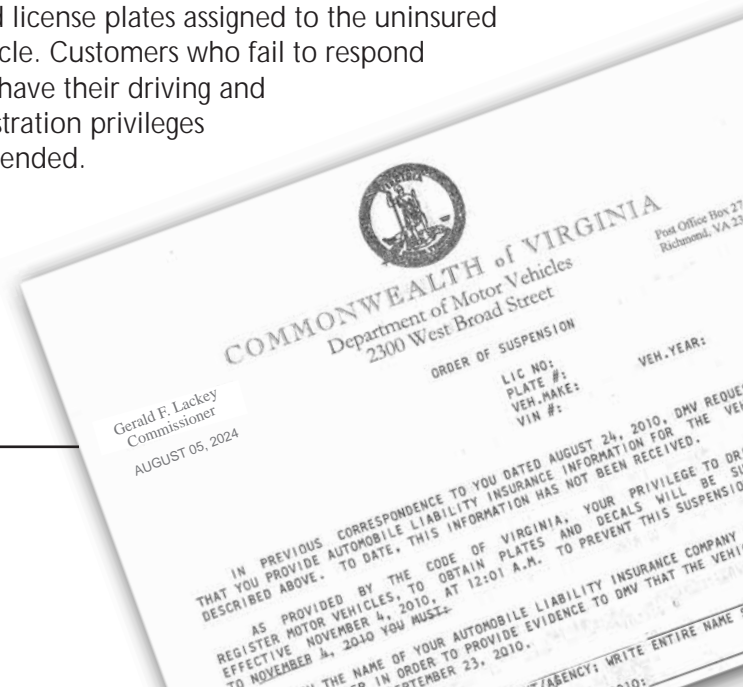 d license plates assigned to the uninsured
cle. Customers who fail to respond
have their driving and
stration privileges
ended.
COMMONWEALTH of VIRGINIA
Department of Motor Vehicles
2300 West Broad Street
Post Office Box 27
Richmond, VA 23
Gerald F. Lackey
Commissioner
AUGUST 05, 2024
ORDER OF SUSPENSION
LIC NO:
PLATE #:
VEH.MAKE:
VIN #:
VEH.YEAR:
IN PREVIOUS CORRESPONDENCE TO YOU DATED AUGUST 24, 2010, DMV REQUE
THAT YOU PROVIDE AUTOMOBILE LIABILITY INSURANCE INFORMATION FOR THE VEH
DESCRIBED ABOVE. TO DATE, THIS INFORMATION HAS NOT BEEN RECEIVED.
AS PROVIDED BY THE CODE OF VIRGINIA, YOUR PRIVILEGE TO DR
REGISTER MOTOR VEHICLES, TO OBTAIN PLATES AND DECALS WILL BE SU
EFFECTIVE NOVEMBER 4, 2010, AT 12:01 A.M. TO PREVENT THIS SUSPENSIO
TO NOVEMBER 4, 2010 YOU MUST:
THE NAME OF YOUR AUTOMOBILE LIABILITY INSURANCE COMPANY
ER IN ORDER TO PROVIDE EVIDENCE TO DMV THAT THE VEHI
SEPTEMBER 23, 2010.
T/AGENCY; WRITE ENTIRE NAME
2010: